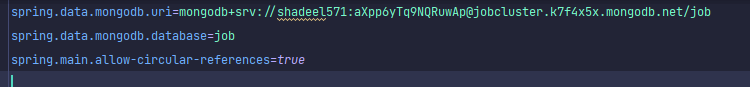 spring.data.mongodb.uri=mongodb+srv://shadeel571:aXpp6yTq9NQRuwAp@jobcluster.k7f4x5x.mongodb.net/job
spring.data.mongodb.database=job
spring.main.allow-circular-references=true